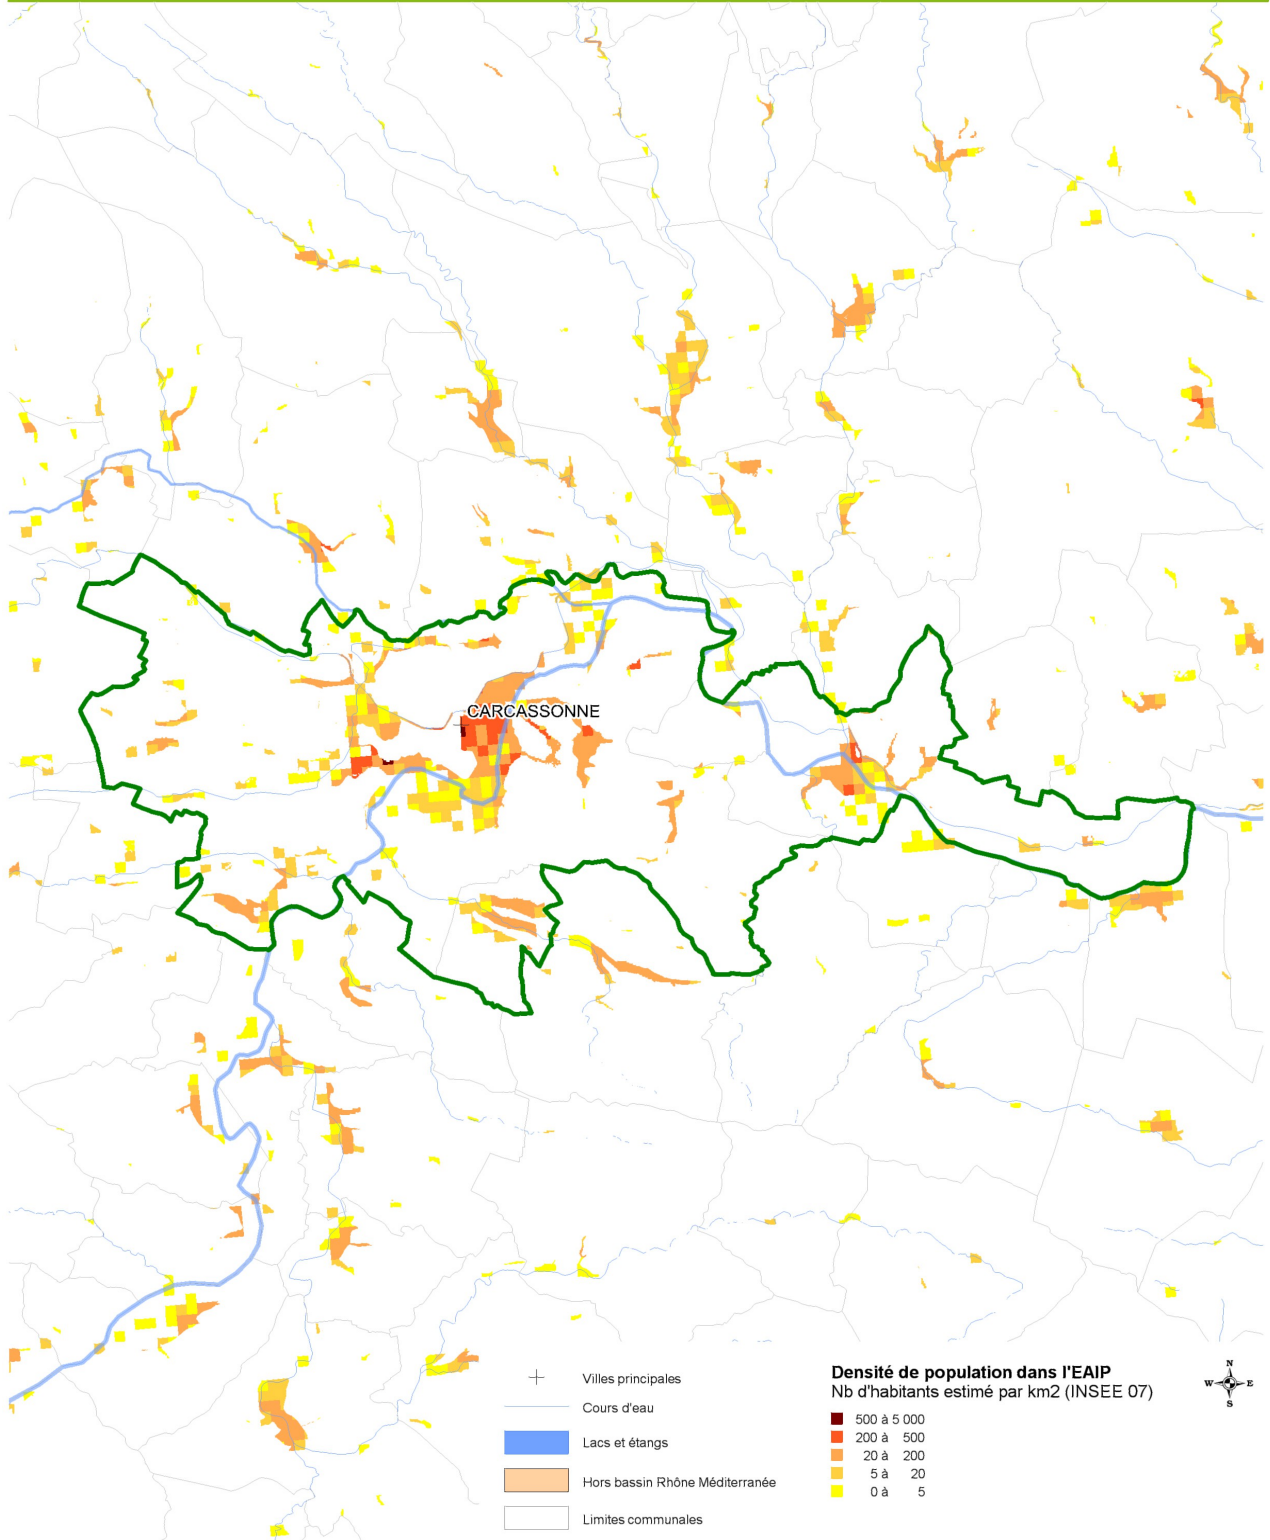 CARCASSONNE
Villes principales
Cours d'eau
Lacs et étangs
Hors bassin Rhône Méditerranée
Limites communales
Densité de population dans l'EAIP
Nb d'habitants estimé par km2 (INSEE 07)
500 à 5 000
200 à 500
20 à 200
5 à 20
0 à 5
N
W E
S